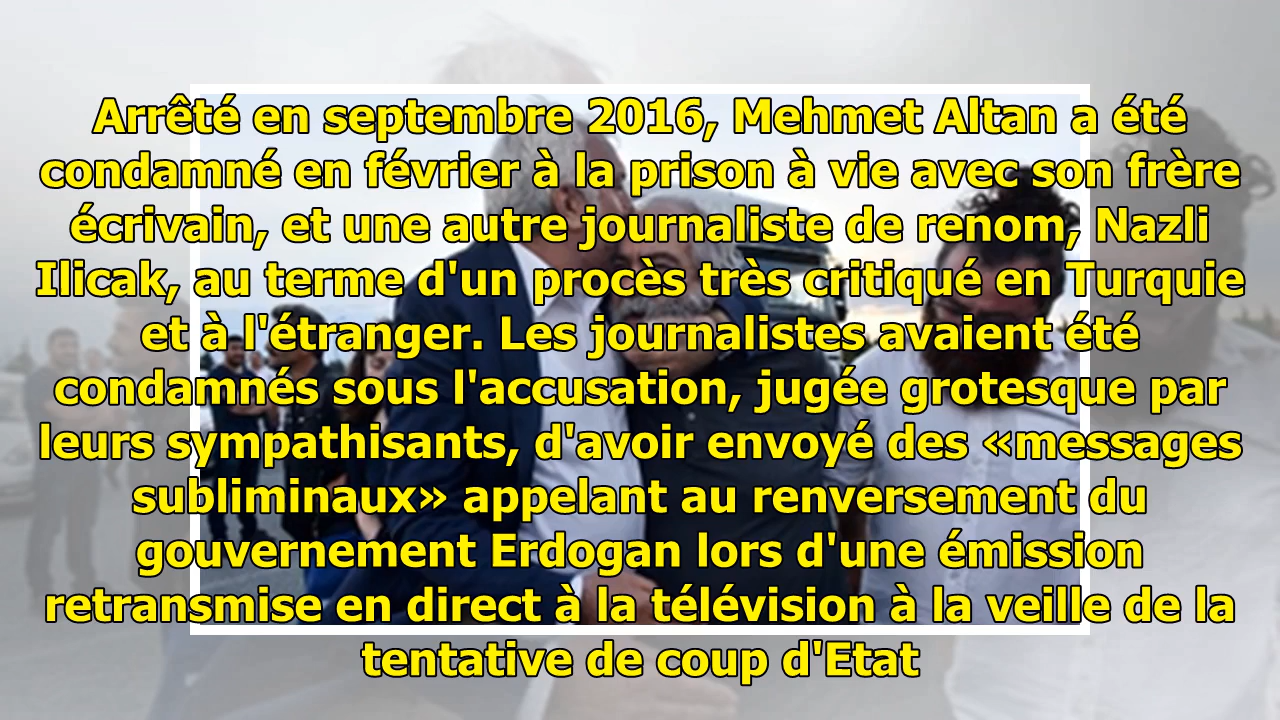 Arrêté en septembre 2016, Mehmet Altan a été
condamné en février à la prison à vie avec son frère
écrivain, et une autre journaliste de renom, Nazli
Ilicak, au terme d'un procès très critiqué en Turquie
et à l'étranger. Les journalistes avaient été
condamnés sous l'accusation, jugée grotesque par
leurs sympathisants, d'avoir envoyé des «messages
subliminaux» appelant au renversement du
gouvernement Erdogan lors d'une émission
retransmise en direct à la télévision à la veille de la
tentative de coup d'Etat